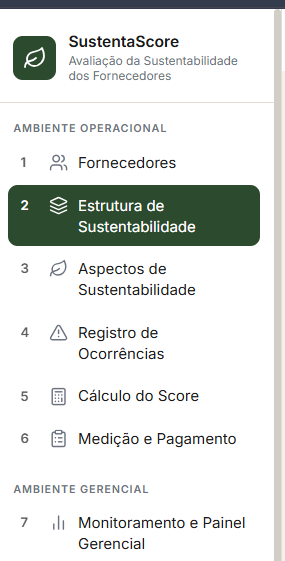 SustentaScore
Avaliação da Sustentabilidade
dos Fornecedores
AMBIENTE OPERACIONAL
1 Fornecedores
2 Estrutura de
Sustentabilidade
3 Aspectos de
Sustentabilidade
4 Registro de
Ocorrências
5 Cálculo do Score
6 Medição e Pagamento
AMBIENTE GERENCIAL
7 Monitoramento e Painel
Gerencial